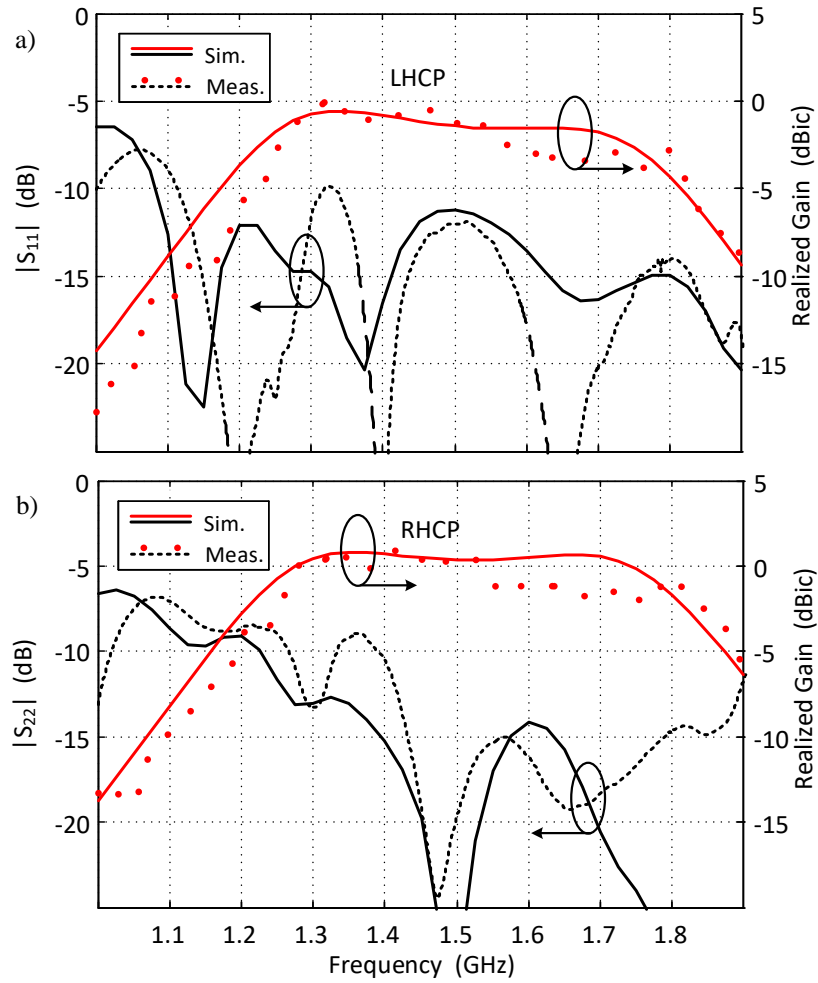 a)
0
-5
-10
-15
-20
|S11| (dB)
Sim.
Meas.
LHCP
5
0
-5
-10
-15
Realized Gain (dBic)
b)
0
-5
-10
-15
-20
|S22| (dB)
Sim.
Meas.
RHCP
5
0
-5
-10
-15
Realized Gain (dBic)
1.1 1.2 1.3 1.4 1.5 1.6 1.7 1.8
Frequency (GHz)